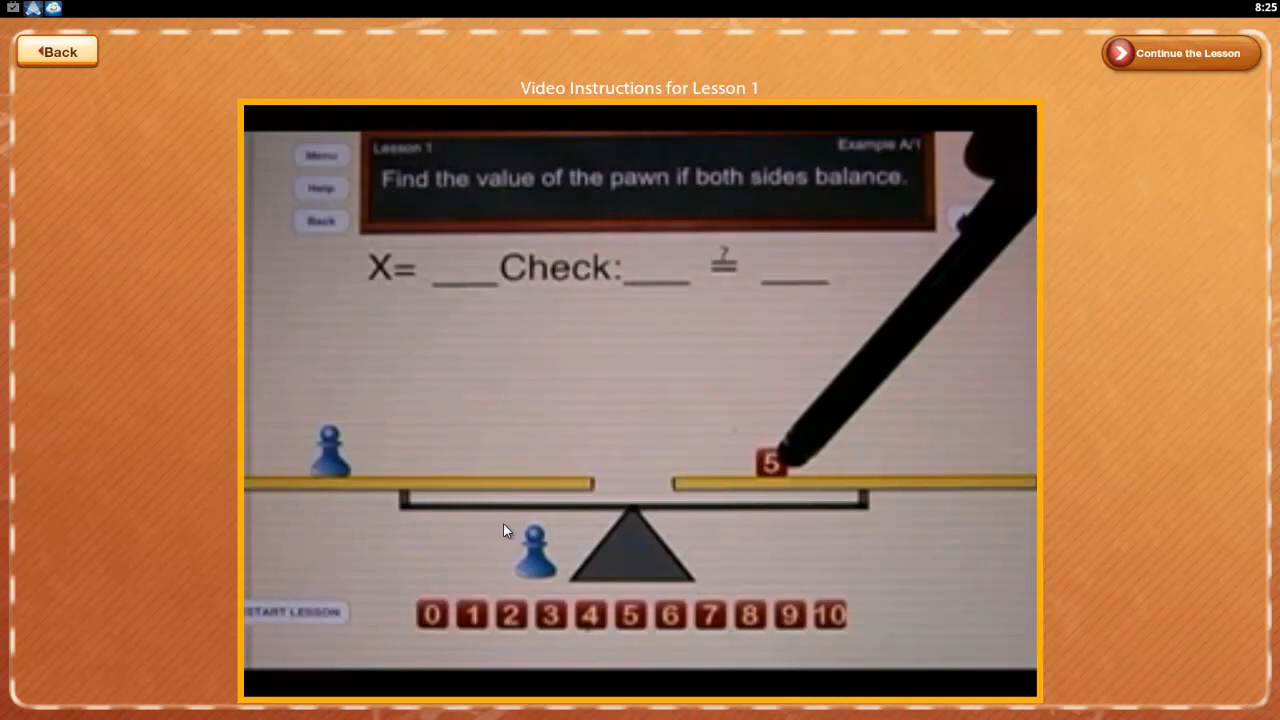 8:25
Back
Continue the Lesson
Video Instructions for Lesson 1
Menu
Lesson 1
Example A/1
Find the value of the pawn if both sides balance.
Help
Back
X= ___ Check:___ ≟ ___
5
START LESSON
0 1 2 3 4 5 6 7 8 9 10